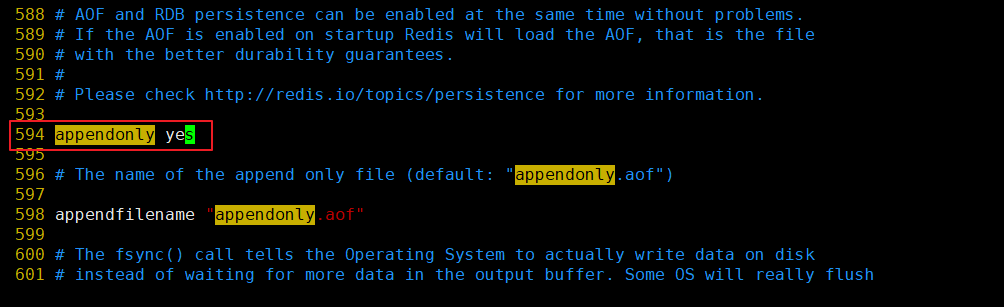 588 # AOF and RDB persistence can be enabled at the same time without problems.
589 # If the AOF is enabled on startup Redis will load the AOF, that is the file
590 # with the better durability guarantees.
591 #
592 # Please check http://redis.io/topics/persistence for more information.
593
594 appendonly yes
595
596 # The name of the append only file (default: "appendonly.aof")
597
598 appendfilename "appendonly.aof"
599
600 # The fsync() call tells the Operating System to actually write data on disk
601 # instead of waiting for more data in the output buffer. Some OS will really flush